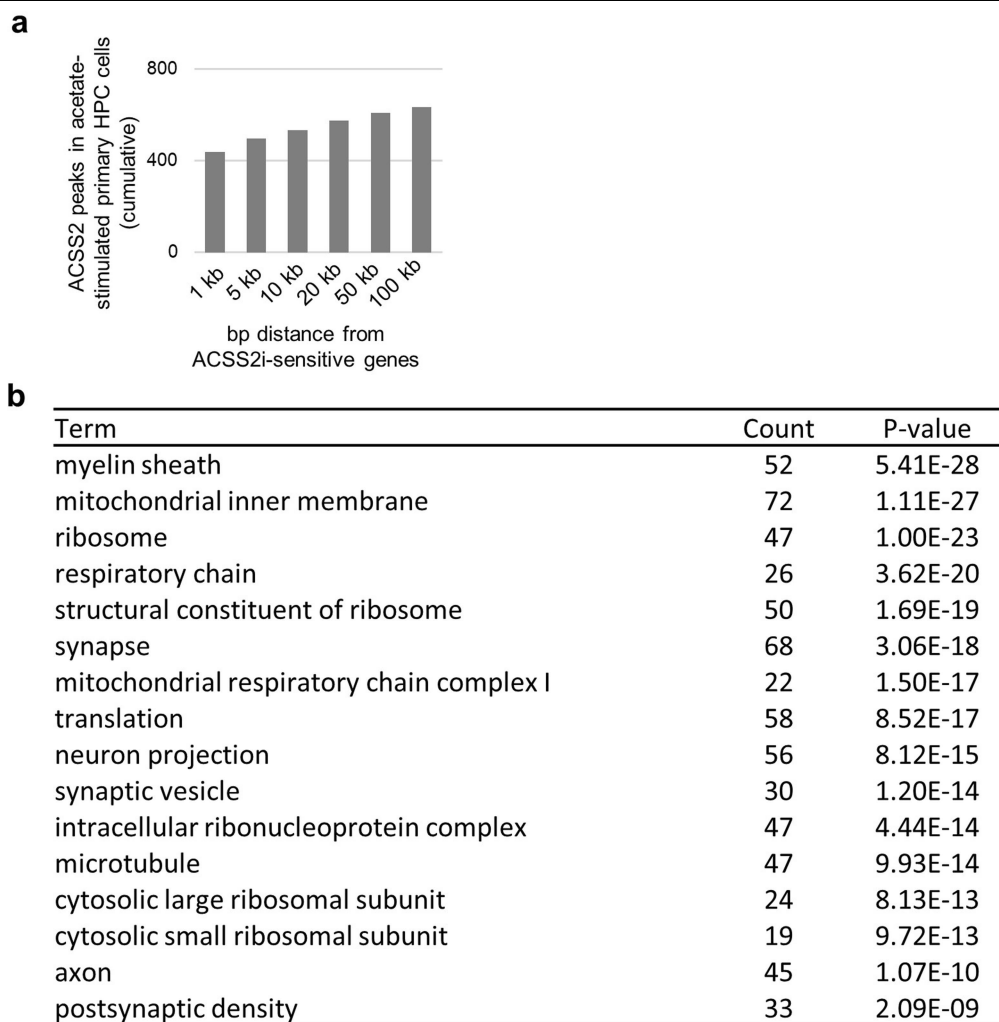 a
ACSS2 peaks in acetate-
stimulated primary HPC cells
(cumulative)
800
400
0
1 kb 5 kb 10 kb 20 kb 50 kb 100 kb
bp distance from
ACSS2i-sensitive genes
b
Term Count P-value
myelin sheath 52 5.41E-28
mitochondrial inner membrane 72 1.11E-27
ribosome 47 1.00E-23
respiratory chain 26 3.62E-20
structural constituent of ribosome 50 1.69E-19
synapse 68 3.06E-18
mitochondrial respiratory chain complex I 22 1.50E-17
translation 58 8.52E-17
neuron projection 56 8.12E-15
synaptic vesicle 30 1.20E-14
intracellular ribonucleoprotein complex 47 4.44E-14
microtubule 47 9.93E-14
cytosolic large ribosomal subunit 24 8.13E-13
cytosolic small ribosomal subunit 19 9.72E-13
axon 45 1.07E-10
postsynaptic density 33 2.09E-09